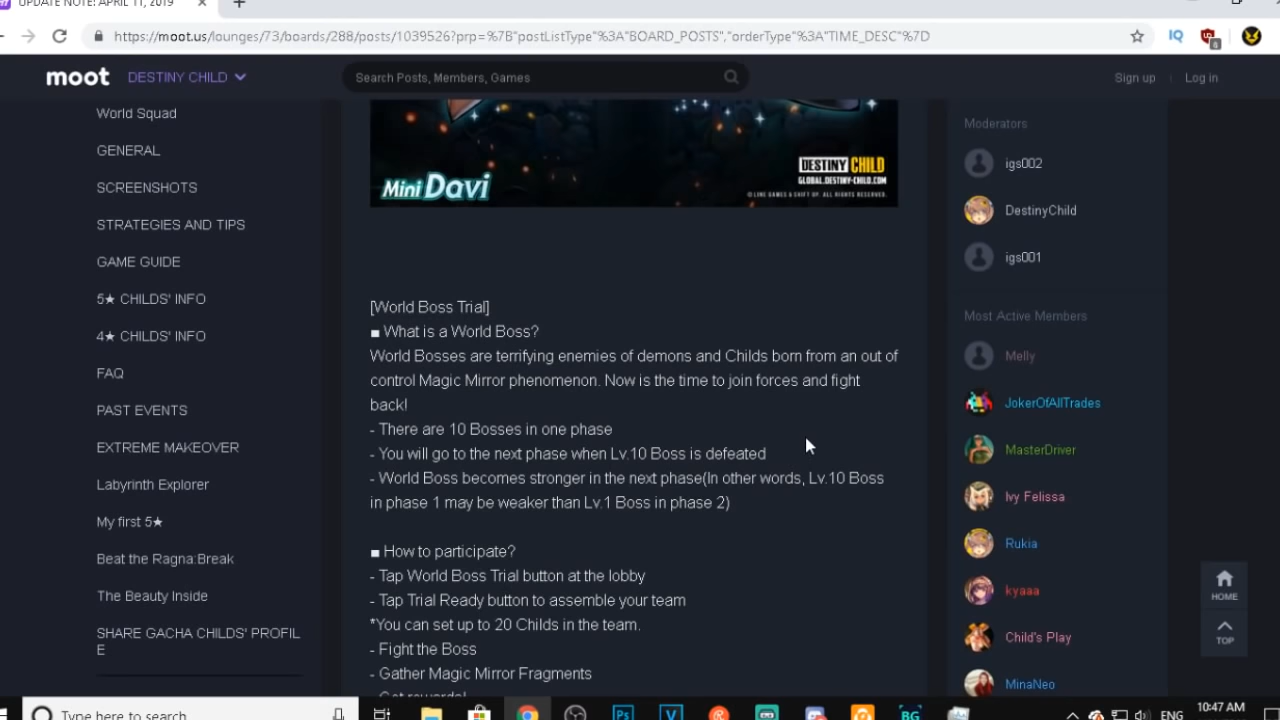 UPDATE NOTE: APRIL 11, 2019
https://moot.us/lounges/73/boards/288/posts/1039526?prp=%7B"postListType"%3A"BOARD_POSTS","orderType"%3A"TIME_DESC"%7D
IQ
moot
DESTINY CHILD
Search Posts, Members, Games
Sign up
Log in
World Squad
GENERAL
SCREENSHOTS
STRATEGIES AND TIPS
GAME GUIDE
5★ CHILDS' INFO
4★ CHILDS' INFO
FAQ
PAST EVENTS
EXTREME MAKEOVER
Labyrinth Explorer
My first 5★
Beat the Ragna:Break
The Beauty Inside
SHARE GACHA CHILDS' PROFIL
E
Mini Davi
DESTINY CHILD
GLOBAL.DESTINY-CHILD.COM
© LINE GAMES & SHIFT UP. ALL RIGHTS RESERVED.
[World Boss Trial]
■ What is a World Boss?
World Bosses are terrifying enemies of demons and Childs born from an out of
control Magic Mirror phenomenon. Now is the time to join forces and fight
back!
- There are 10 Bosses in one phase
- You will go to the next phase when Lv.10 Boss is defeated
- World Boss becomes stronger in the next phase(In other words, Lv.10 Boss
in phase 1 may be weaker than Lv.1 Boss in phase 2)
■ How to participate?
- Tap World Boss Trial button at the lobby
- Tap Trial Ready button to assemble your team
*You can set up to 20 Childs in the team.
- Fight the Boss
- Gather Magic Mirror Fragments
- Get rewards!
Moderators
igs002
DestinyChild
igs001
Most Active Members
Melly
JokerOfAllTrades
MasterDriver
Ivy Felissa
Rukia
kyaaa
Child's Play
MinaNeo
HOME
TOP
Type here to search
Ps
V
BG
ENG
10:47 AM